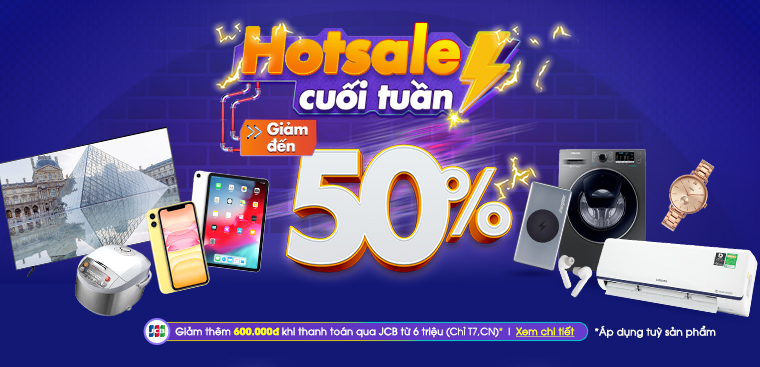 Hotsale
cuối tuần
Giảm
đến
50%
JCB Giảm thêm 600.000đ khi thanh toán qua JCB từ 6 triệu (Chỉ T7,CN)* | Xem chi tiết *Áp dụng tuỳ sản phẩm